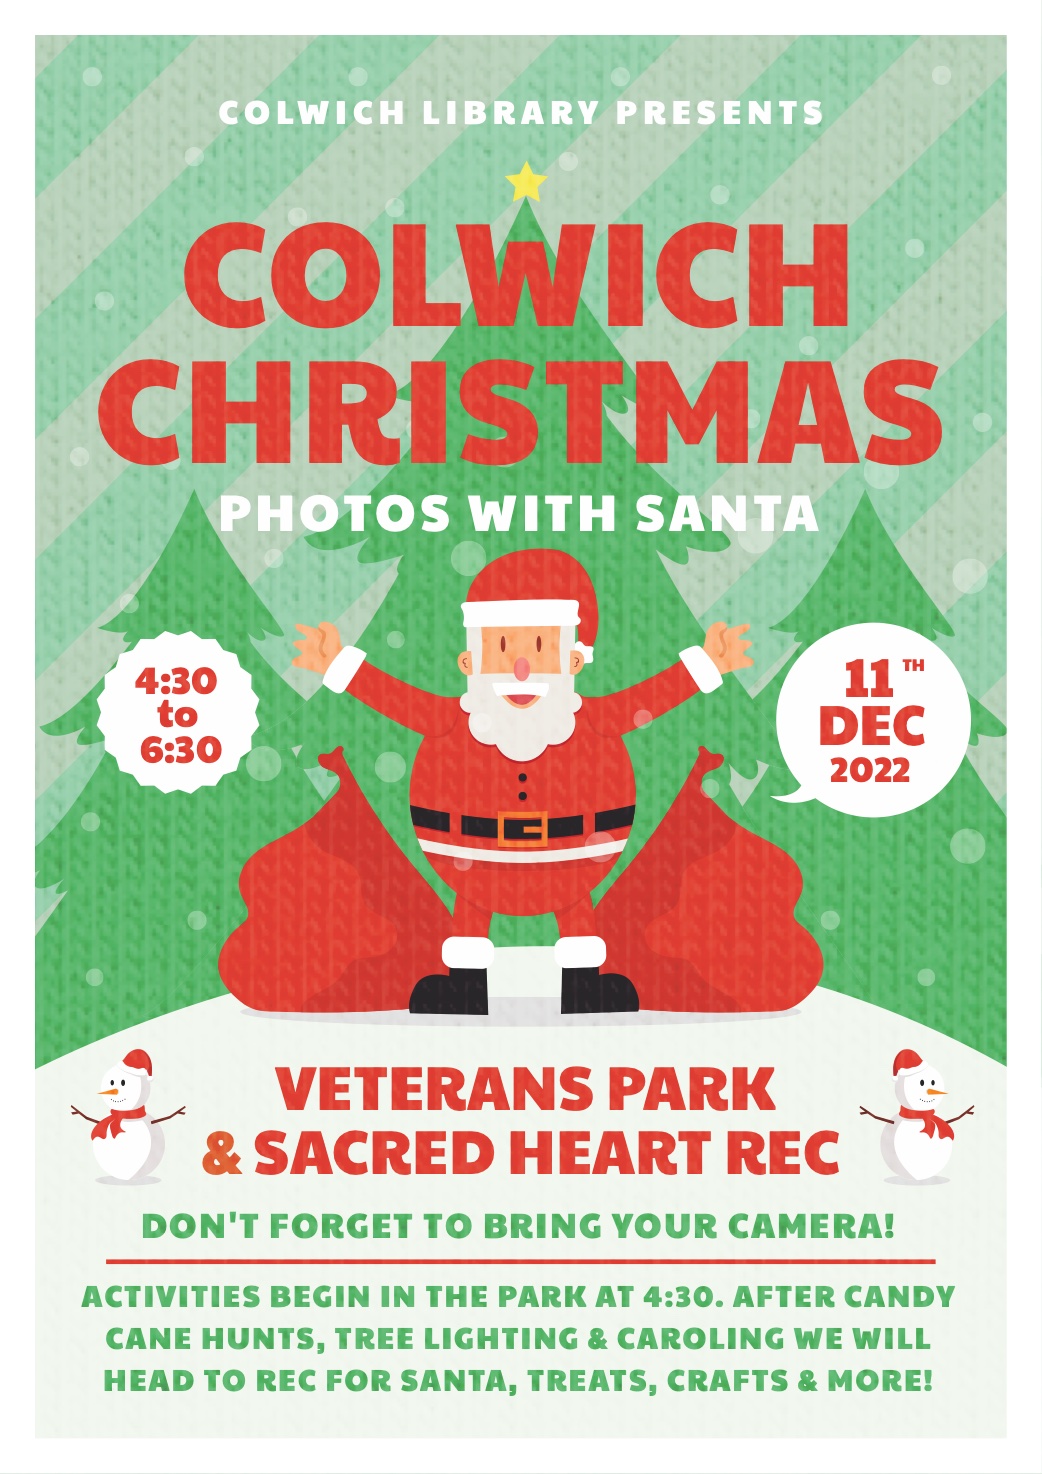 COLWICH LIBRARY PRESENTS
COLWICH
CHRISTMAS
PHOTOS WITH SANTA
4:30
to
6:30
11TH
DEC
2022
VETERANS PARK
& SACRED HEART REC
DON'T FORGET TO BRING YOUR CAMERA!
ACTIVITIES BEGIN IN THE PARK AT 4:30. AFTER CANDY
CANE HUNTS, TREE LIGHTING & CAROLING WE WILL
HEAD TO REC FOR SANTA, TREATS, CRAFTS & MORE!